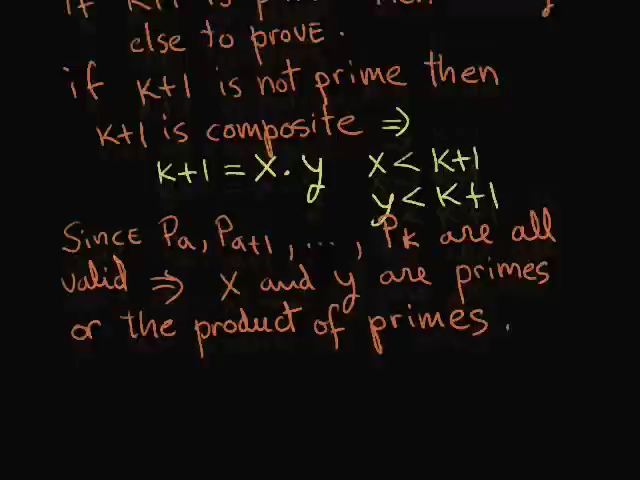 else to prove.
if k+1 is not prime then
k+1 is composite ⇒
k+1 = x · y x < k+1
y < k+1
Since Pa, Pa+1, ..., Pk are all
valid ⇒ x and y are primes
or the product of primes.